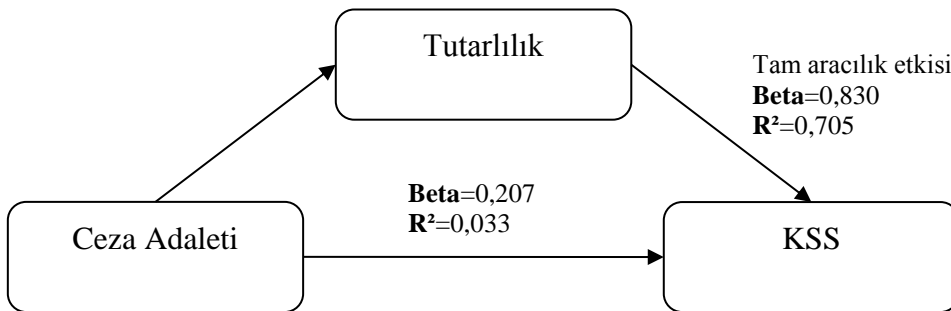 Tutarlılık
Tam aracılık etkisi
Beta=0,830
R²=0,705
Beta=0,207
R²=0,033
Ceza Adaleti
KSS